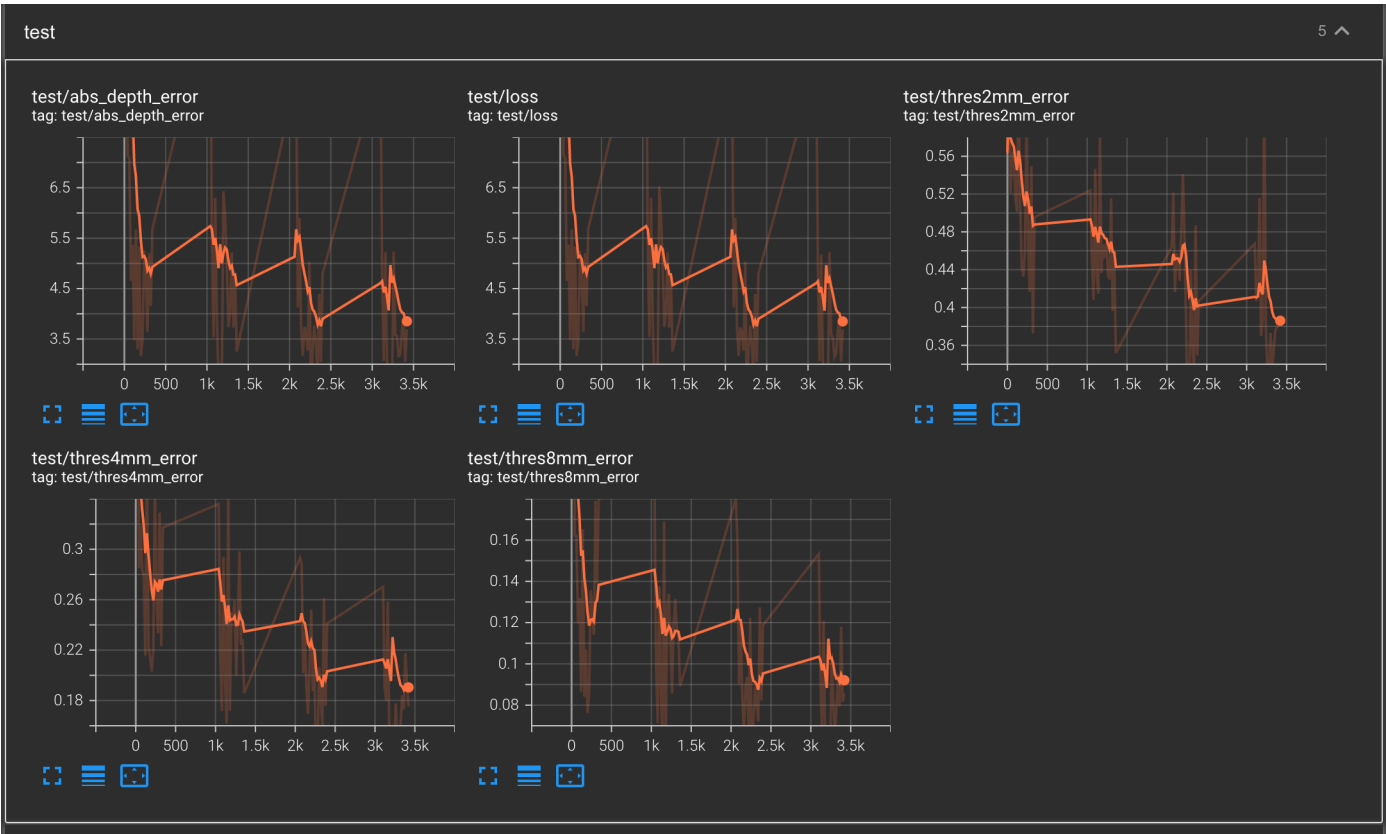 test
5
test/abs_depth_error
tag: test/abs_depth_error
6.5
5.5
4.5
3.5
0 500 1k 1.5k 2k 2.5k 3k 3.5k
test/loss
tag: test/loss
6.5
5.5
4.5
3.5
0 500 1k 1.5k 2k 2.5k 3k 3.5k
test/thres2mm_error
tag: test/thres2mm_error
0.56
0.52
0.48
0.44
0.4
0.36
0 500 1k 1.5k 2k 2.5k 3k 3.5k
test/thres4mm_error
tag: test/thres4mm_error
0.3
0.26
0.22
0.18
0 500 1k 1.5k 2k 2.5k 3k 3.5k
test/thres8mm_error
tag: test/thres8mm_error
0.16
0.14
0.12
0.1
0.08
0 500 1k 1.5k 2k 2.5k 3k 3.5k